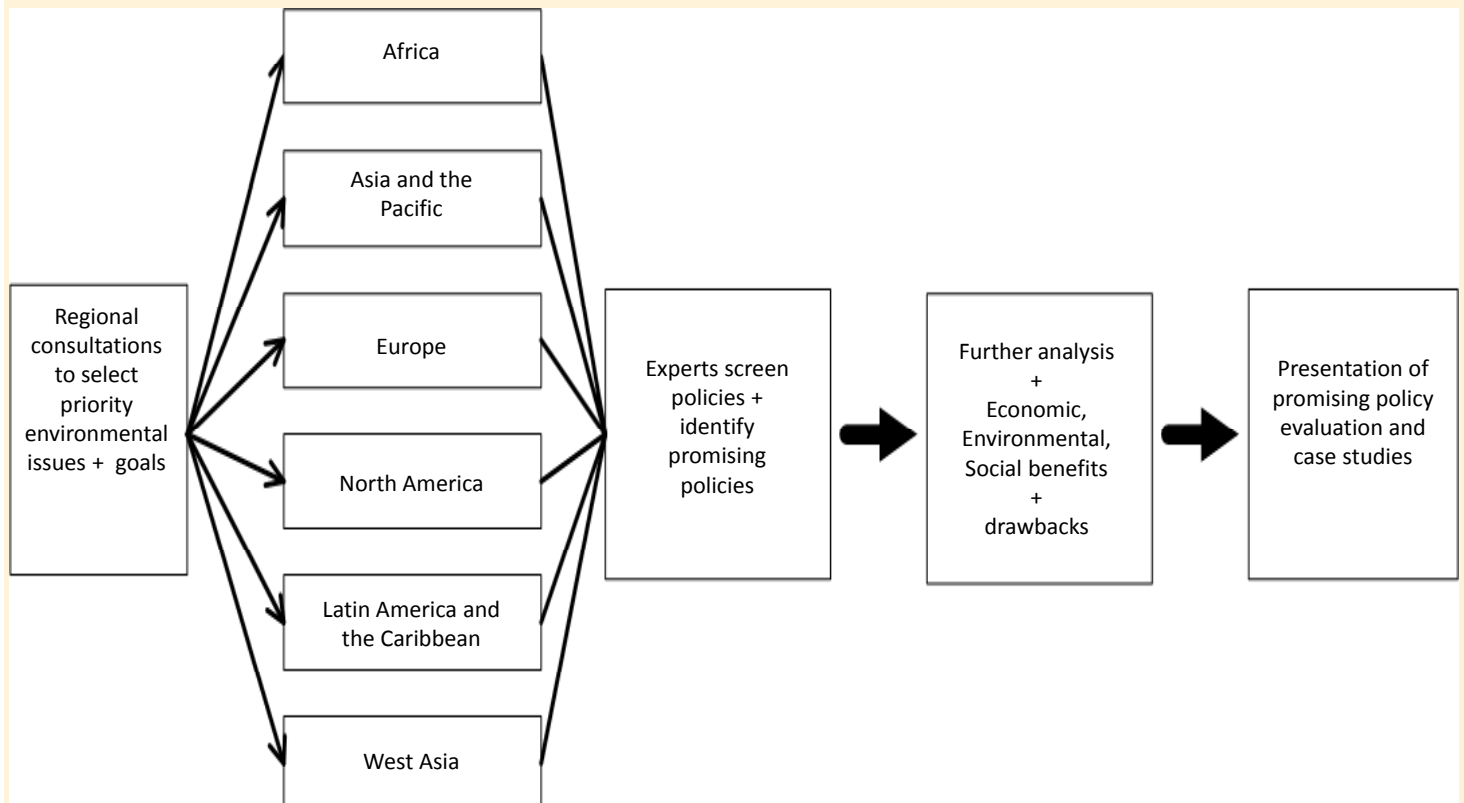 Regional
consultations
to select
priority
environmental
issues + goals
Africa
Asia and the
Pacific
Europe
North America
Latin America and
the Caribbean
West Asia
Experts screen
policies +
identify
promising
policies
Further analysis
+
Economic,
Environmental,
Social benefits
+
drawbacks
Presentation of
promising policy
evaluation and
case studies